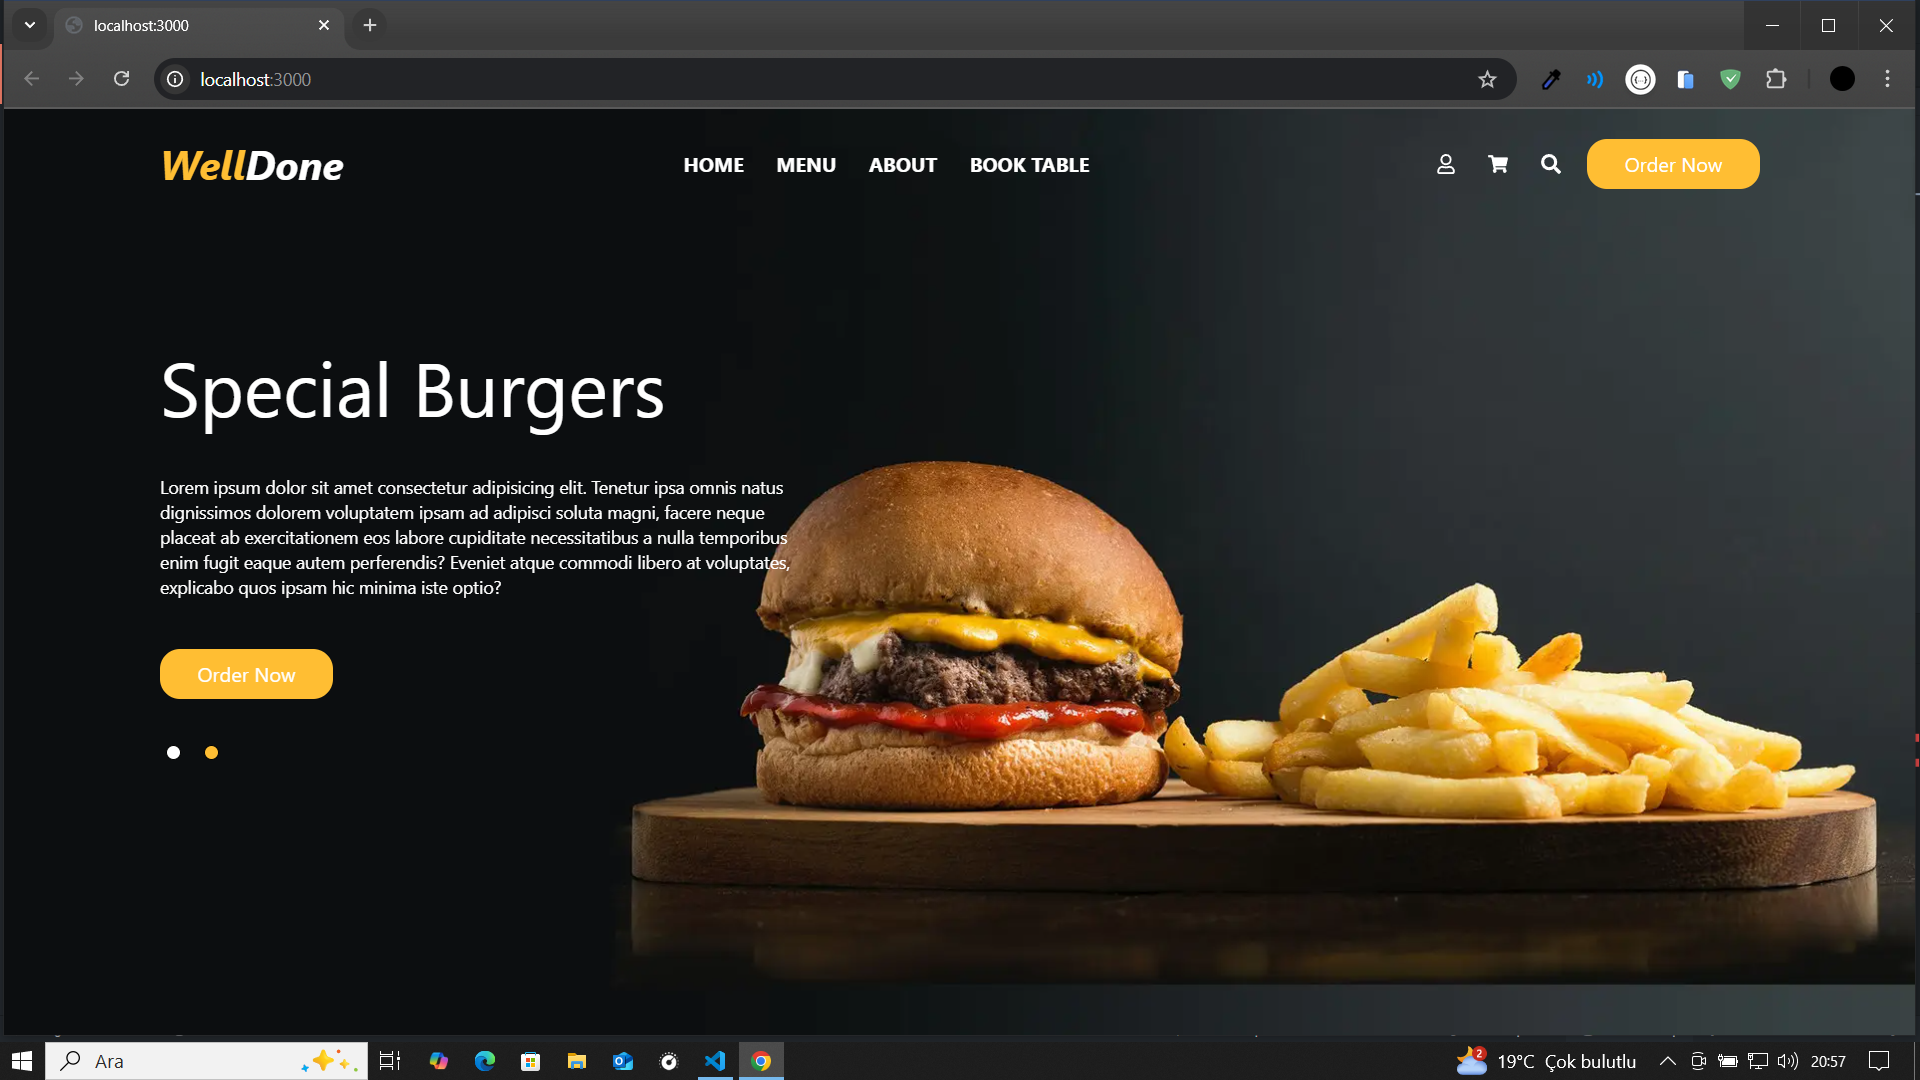 localhost:3000
localhost:3000
WellDone
HOME MENU ABOUT BOOK TABLE
Order Now
Special Burgers
Lorem ipsum dolor sit amet consectetur adipisicing elit. Tenetur ipsa omnis natus
dignissimos dolorem voluptatem ipsam ad adipisci soluta magni, facere neque
placeat ab exercitationem eos labore cupiditate necessitatibus a nulla temporibus
enim fugit eaque autem perferendis? Eveniet atque commodi libero at voluptates,
explicabo quos ipsam hic minima iste optio?
Order Now
Ara
2
19°C Çok bulutlu
20:57